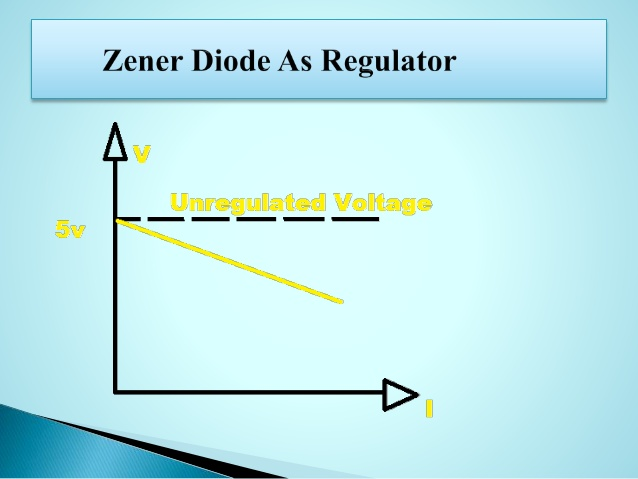 Zener Diode As Regulator
V
Unregulated Voltage
5v
I